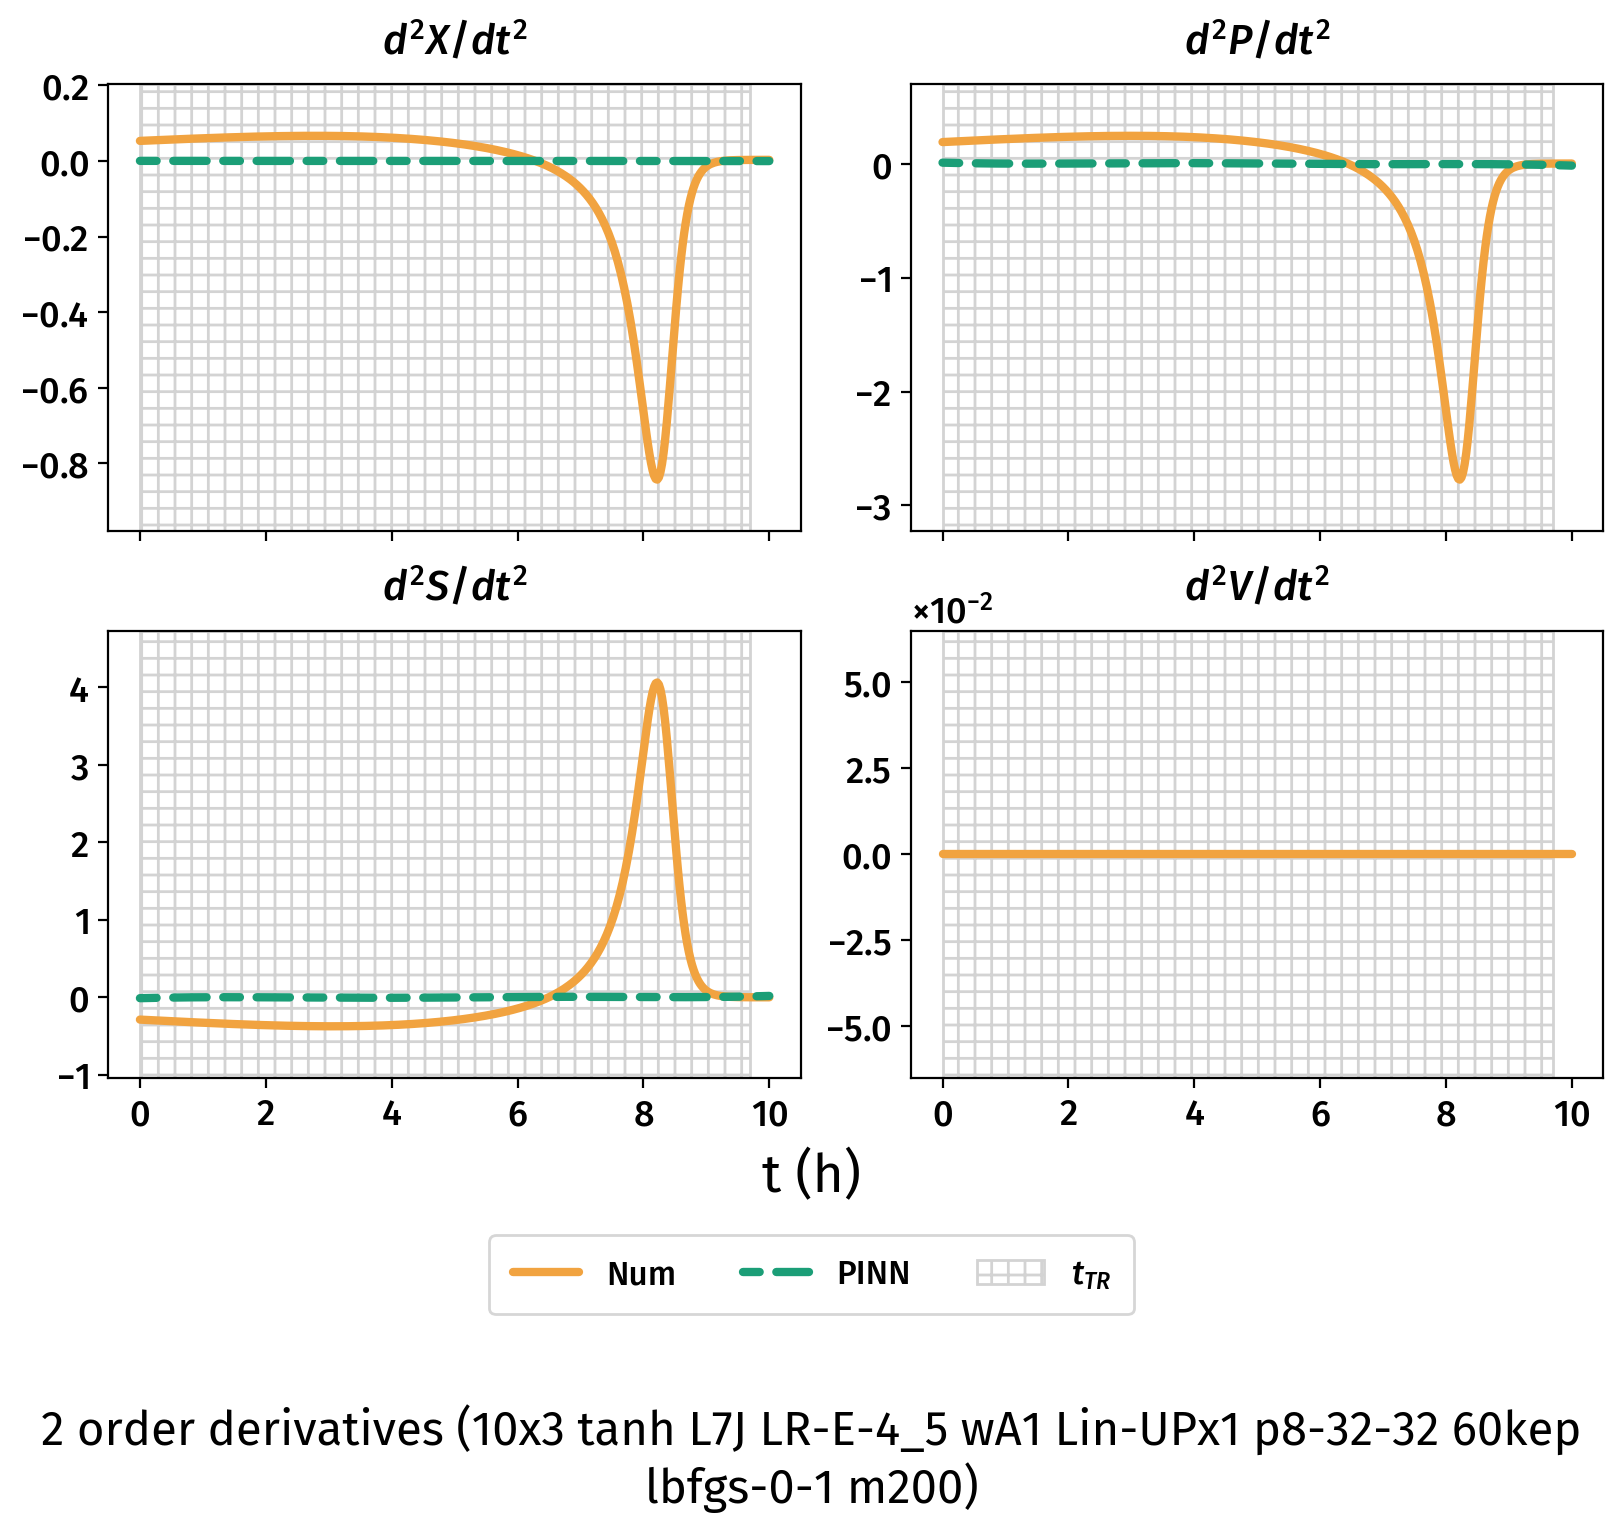 d²X/dt²
d²P/dt²
0.2
0.0
−0.2
−0.4
−0.6
−0.8
0
−1
−2
−3
d²S/dt²
d²V/dt²
×10⁻²
4
3
2
1
0
−1
5.0
2.5
0.0
−2.5
−5.0
0 2 4 6 8 10
0 2 4 6 8 10
t (h)
Num PINN t_TR
2 order derivatives (10x3 tanh L7J LR-E-4_5 wA1 Lin-UPx1 p8-32-32 60kep
lbfgs-0-1 m200)